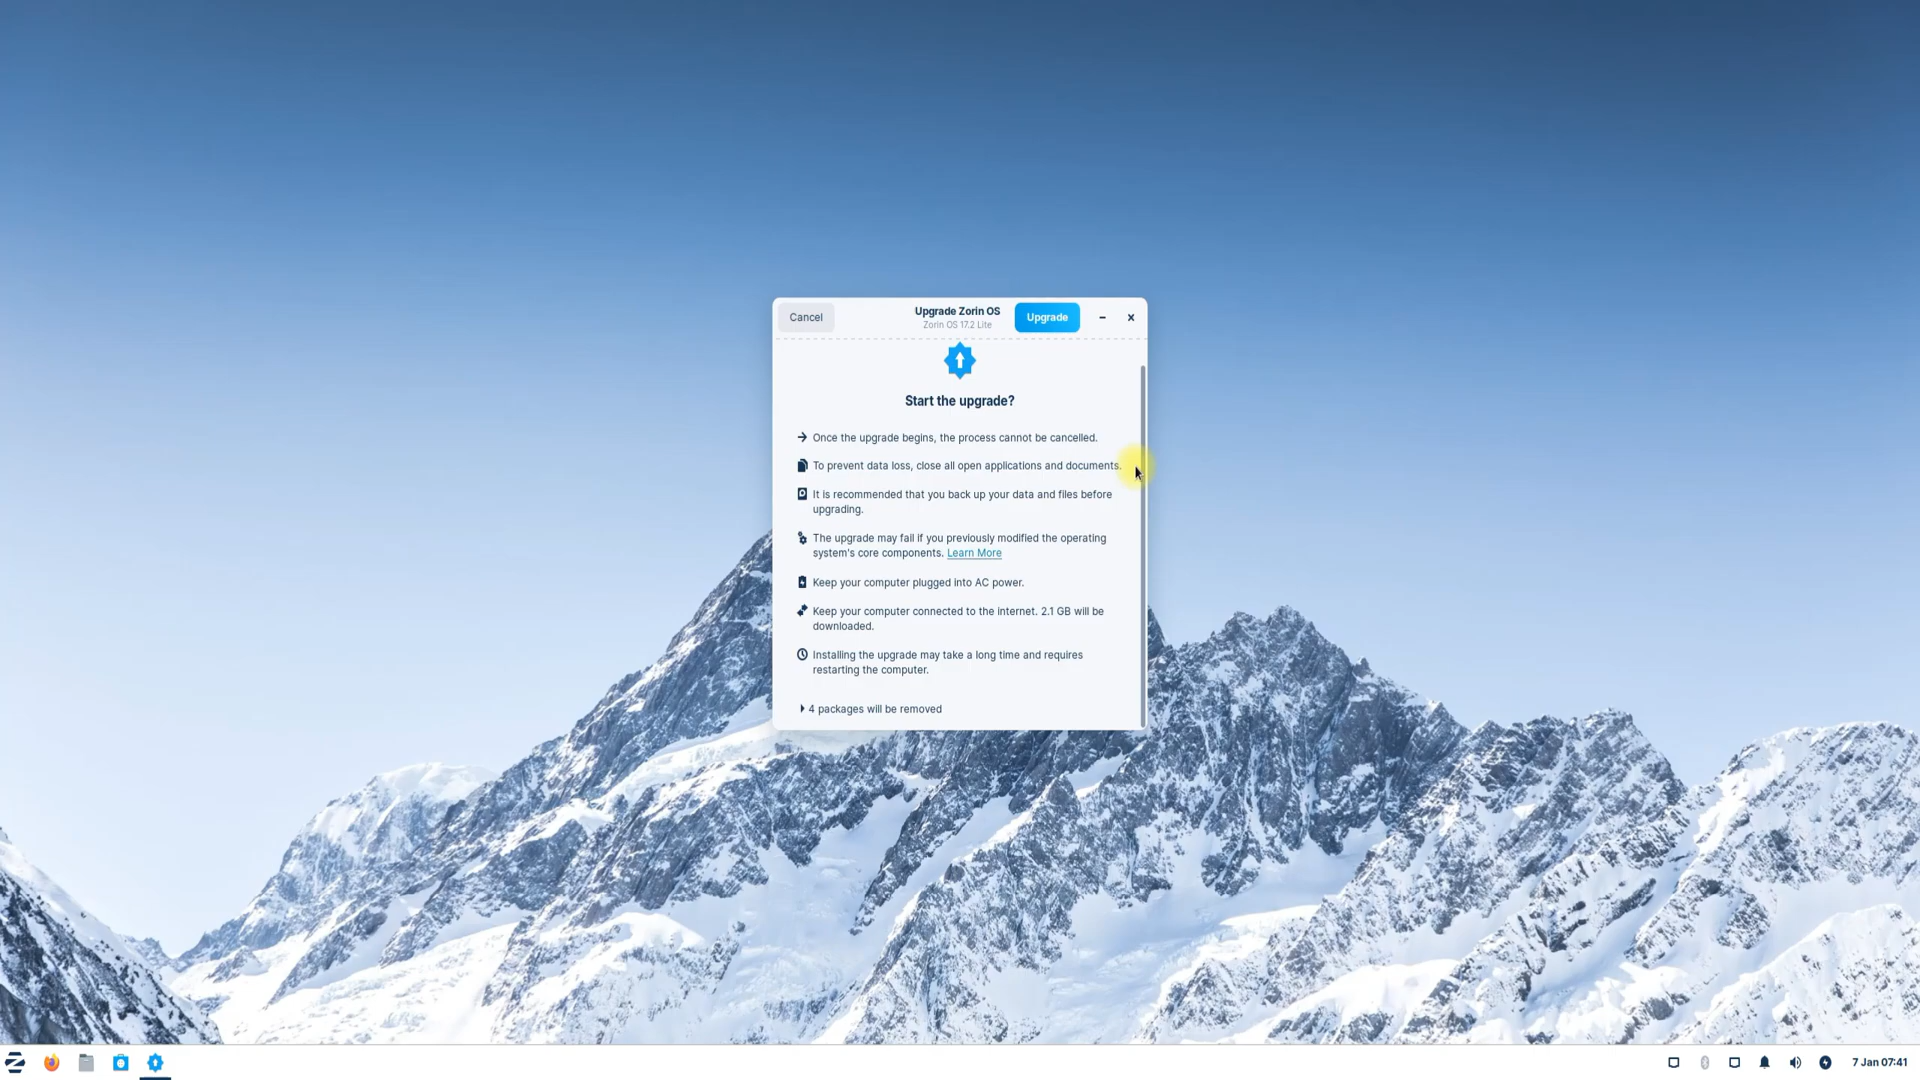 Cancel
Upgrade Zorin OS
Zorin OS 17.2 Lite
Upgrade
Start the upgrade?
Once the upgrade begins, the process cannot be cancelled.
To prevent data loss, close all open applications and documents.
It is recommended that you back up your data and files before
upgrading.
The upgrade may fail if you previously modified the operating
system's core components. Learn More
Keep your computer plugged into AC power.
Keep your computer connected to the internet. 2.1 GB will be
downloaded.
Installing the upgrade may take a long time and requires
restarting the computer.
4 packages will be removed
7 Jan 07:41